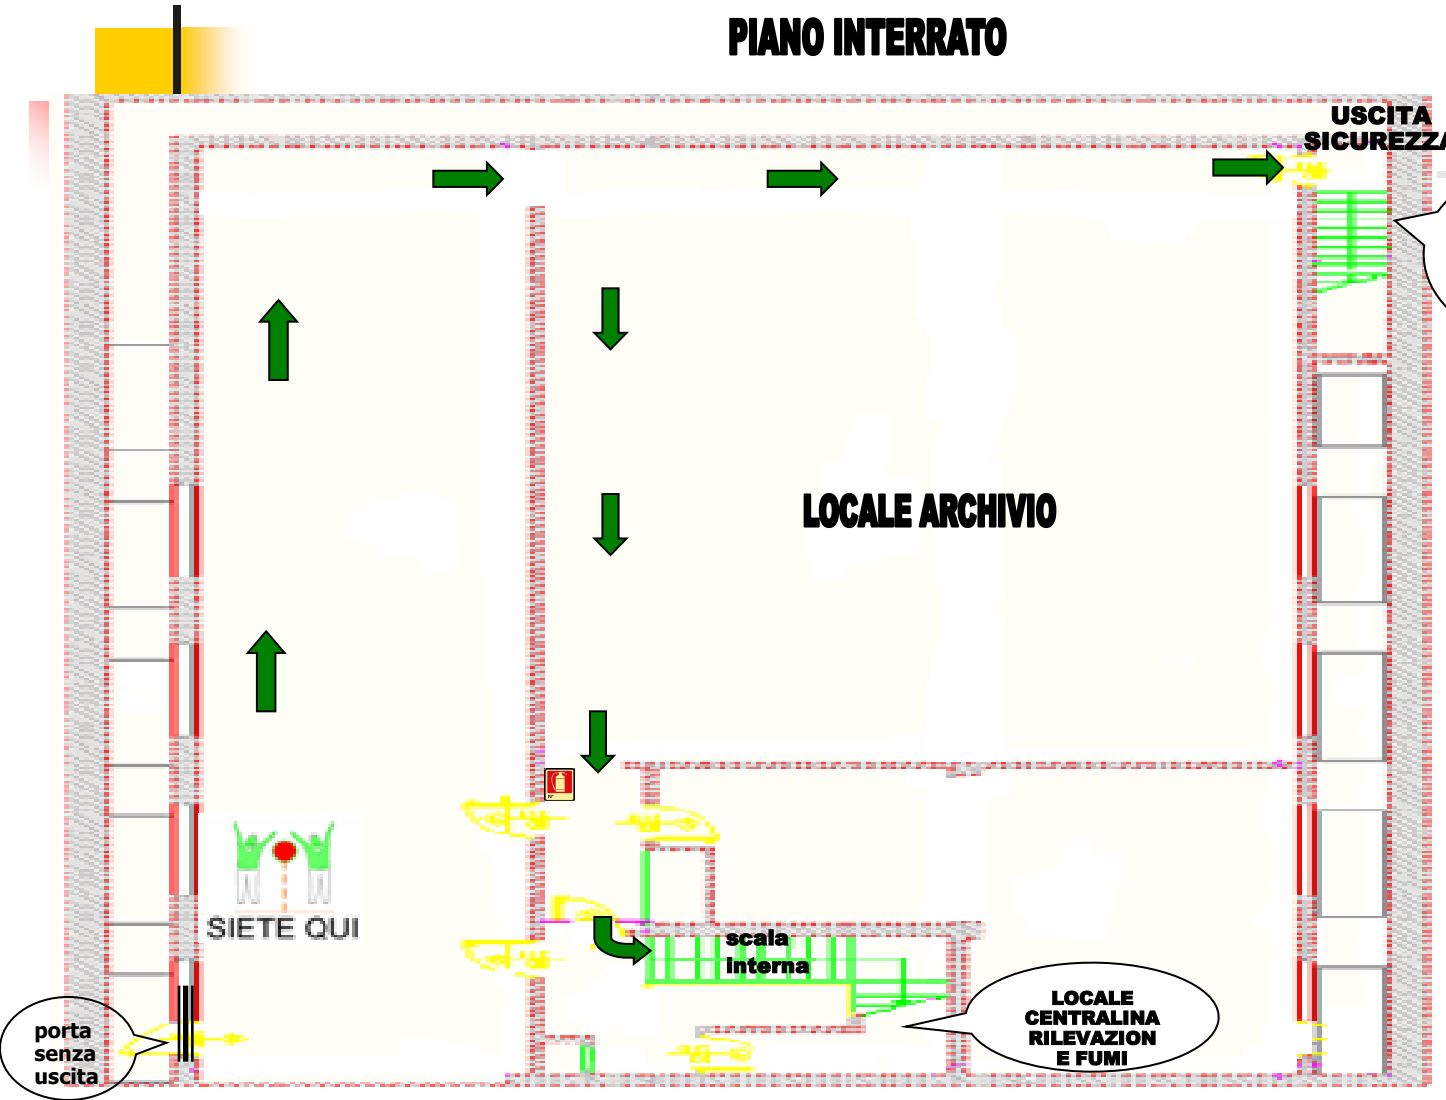 PIANO INTERRATO
USCITA
SICUREZZA
LOCALE ARCHIVIO
N°
SIETE QUI
scala
interna
LOCALE
CENTRALINA
RILEVAZION
E FUMI
porta
senza
uscita